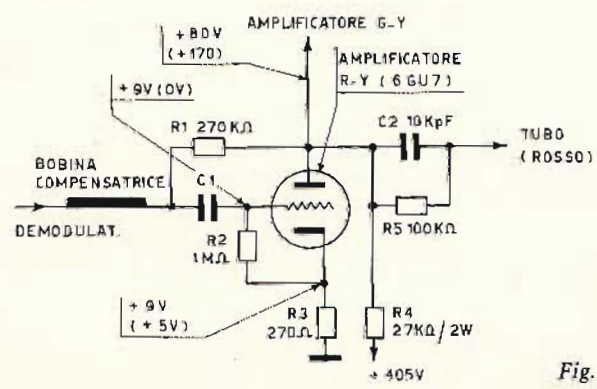 AMPLIFICATORE G-Y
+80V
(+170)
AMPLIFICATORE
R-Y (6GU7)
+9V (0V)
C2 10KpF
R1 270KΩ
TUBO
(ROSSO)
BOBINA
COMPENSATRICE
C1
DEMODULAT.
R2
1MΩ
R5 100KΩ
+9V
(+5V)
R3
270Ω
R4
27KΩ/2W
+405V
Fig.